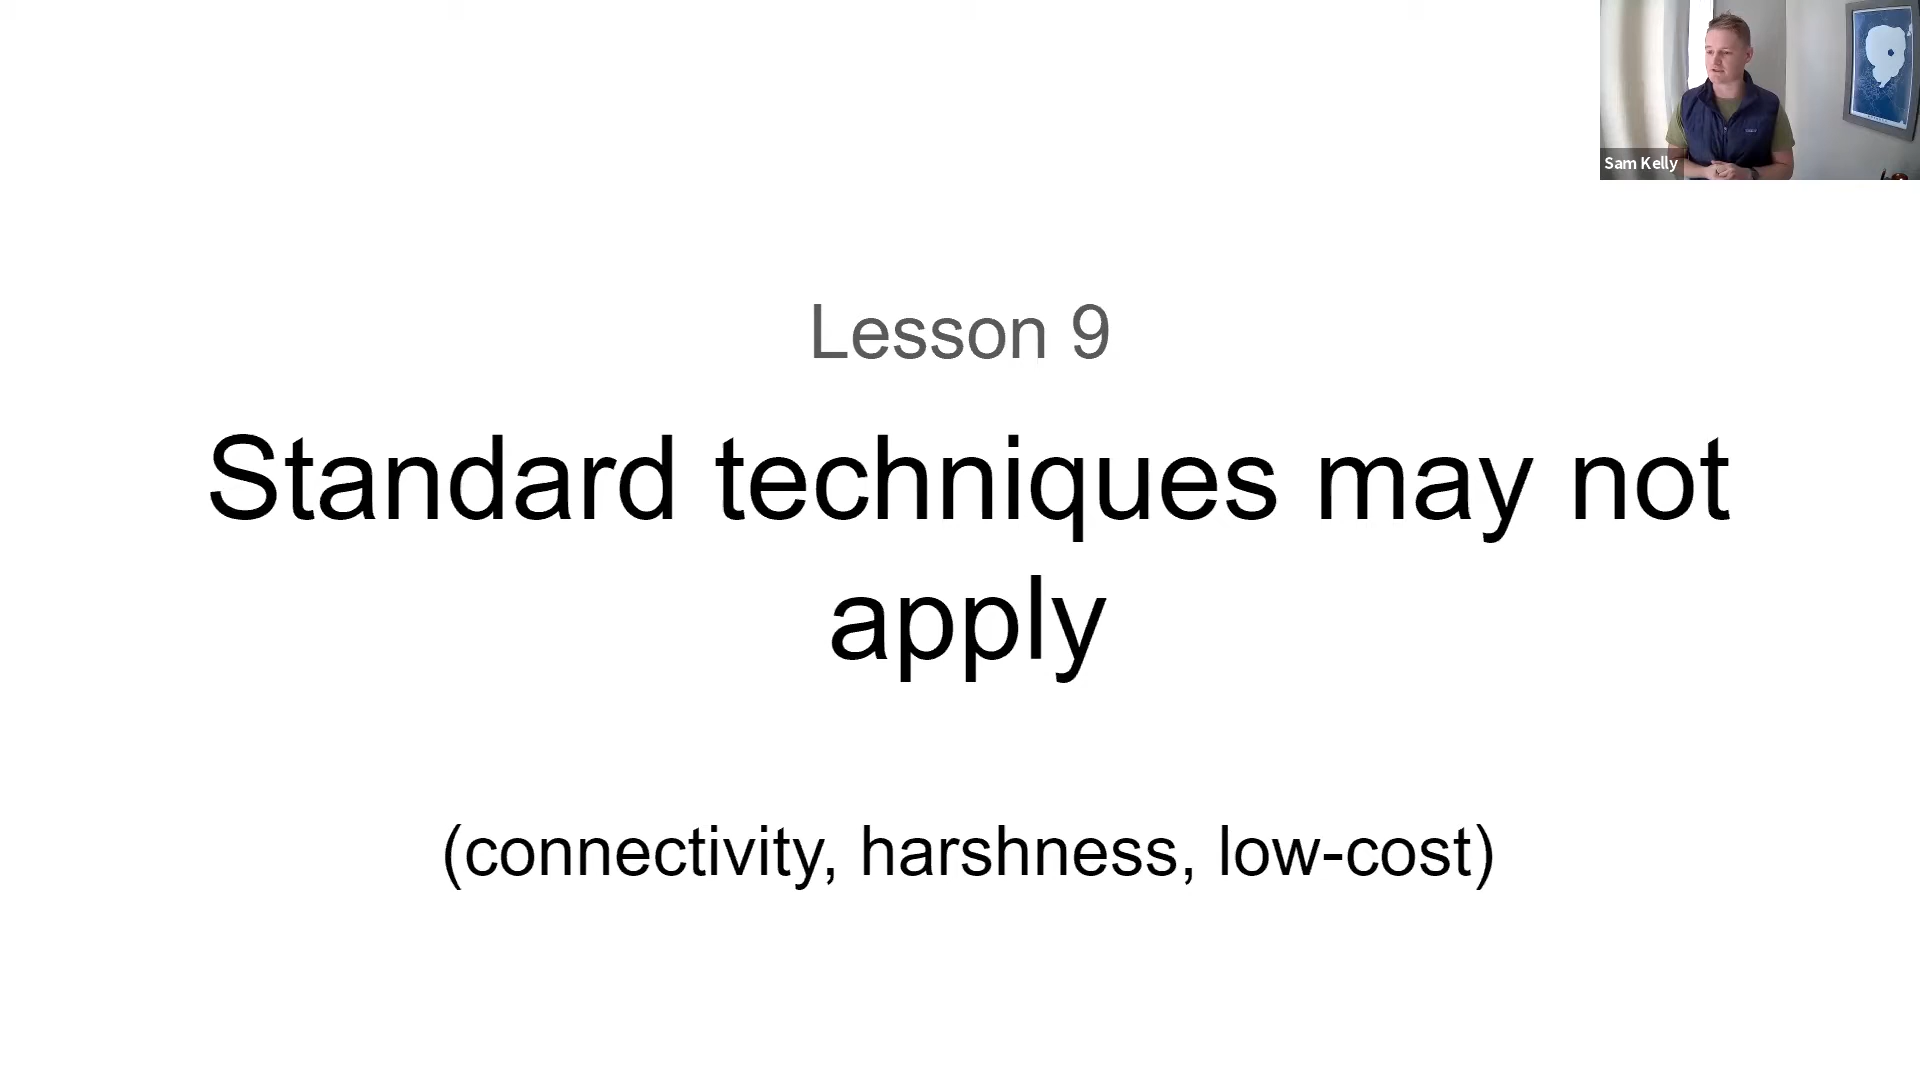 Sam Kelly
Lesson 9
Standard techniques may not
apply
(connectivity, harshness, low-cost)